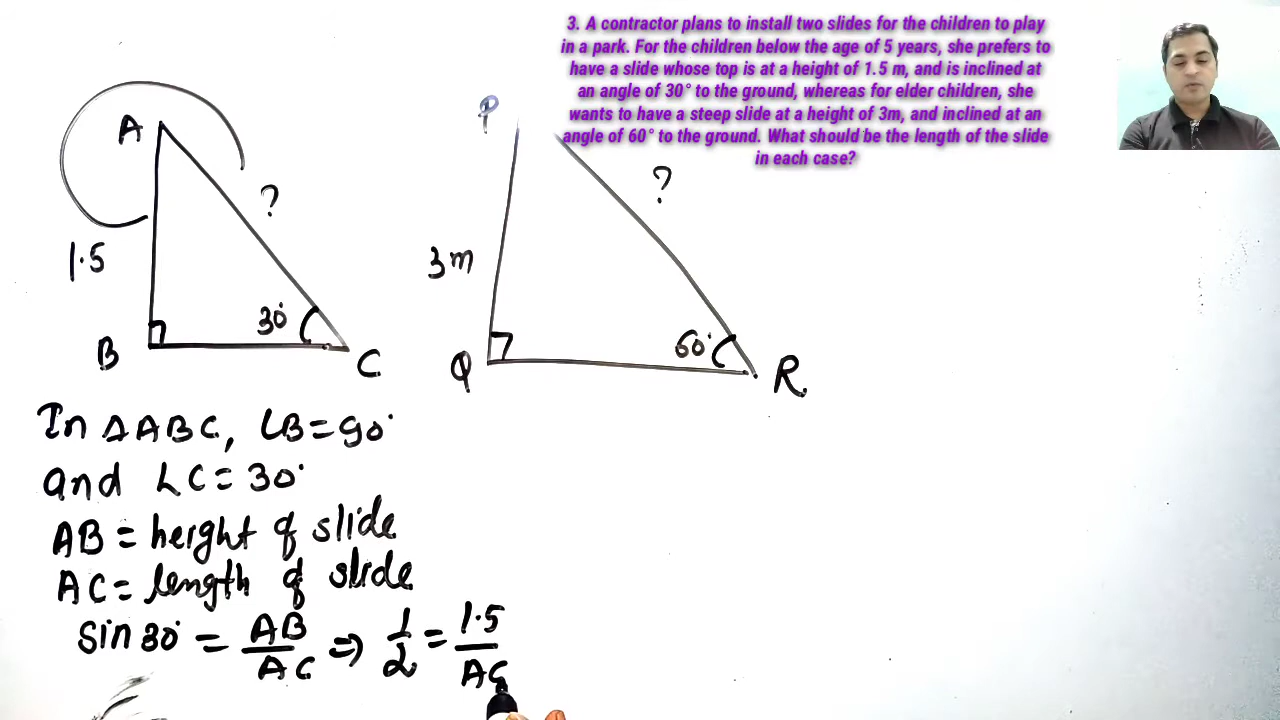 3. A contractor plans to install two slides for the children to play
in a park. For the children below the age of 5 years, she prefers to
have a slide whose top is at a height of 1.5 m, and is inclined at
an angle of 30° to the ground, whereas for elder children, she
wants to have a steep slide at a height of 3m, and inclined at an
angle of 60° to the ground. What should be the length of the slide
in each case?
A
?
1.5
30°
B
C
P
?
3m
60°
Q
R
In ΔABC, ∠B=90°
and ∠C=30°
AB = height of slide
AC = length of slide
sin 30° = AB/AC ⇒ 1/2 = 1.5/AC